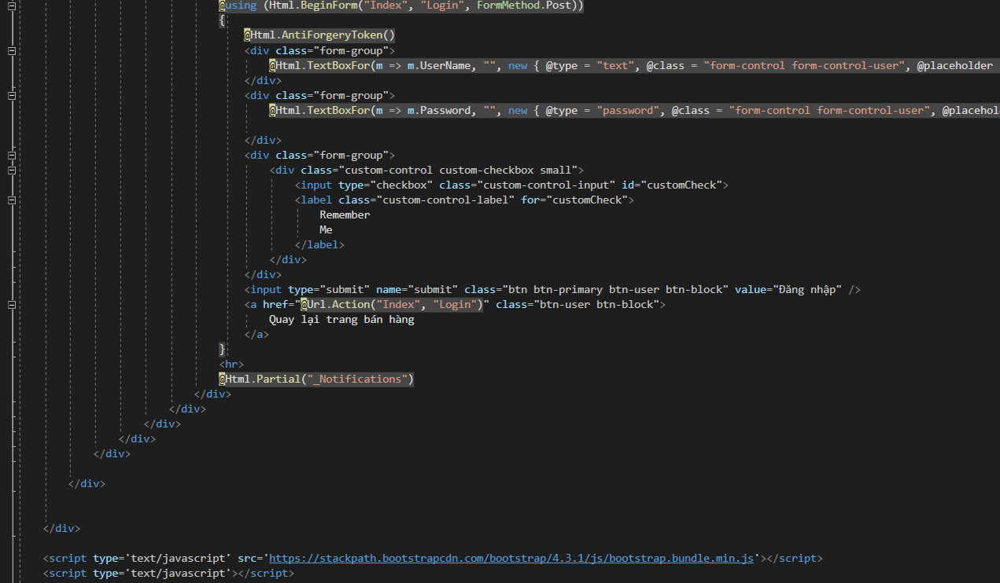 @using (Html.BeginForm("Index", "Login", FormMethod.Post))
{
@Html.AntiForgeryToken()
<div class="form-group">
@Html.TextBoxFor(m => m.UserName, "", new { @type = "text", @class = "form-control form-control-user", @placeholder
</div>
<div class="form-group">
@Html.TextBoxFor(m => m.Password, "", new { @type = "password", @class = "form-control form-control-user", @placehol
</div>
<div class="form-group">
<div class="custom-control custom-checkbox small">
<input type="checkbox" class="custom-control-input" id="customCheck">
<label class="custom-control-label" for="customCheck">
Remember
Me
</label>
</div>
</div>
<input type="submit" name="submit" class="btn btn-primary btn-user btn-block" value="Đăng nhập" />
<a href="@Url.Action("Index", "Login")" class="btn-user btn-block">
Quay lại trang bán hàng
</a>
}
<hr>
@Html.Partial("_Notifications")
</div>
</div>
</div>
</div>
</div>
</div>
</div>
<script type='text/javascript' src='https://stackpath.bootstrapcdn.com/bootstrap/4.3.1/js/bootstrap.bundle.min.js'></script>
<script type='text/javascript'></script>